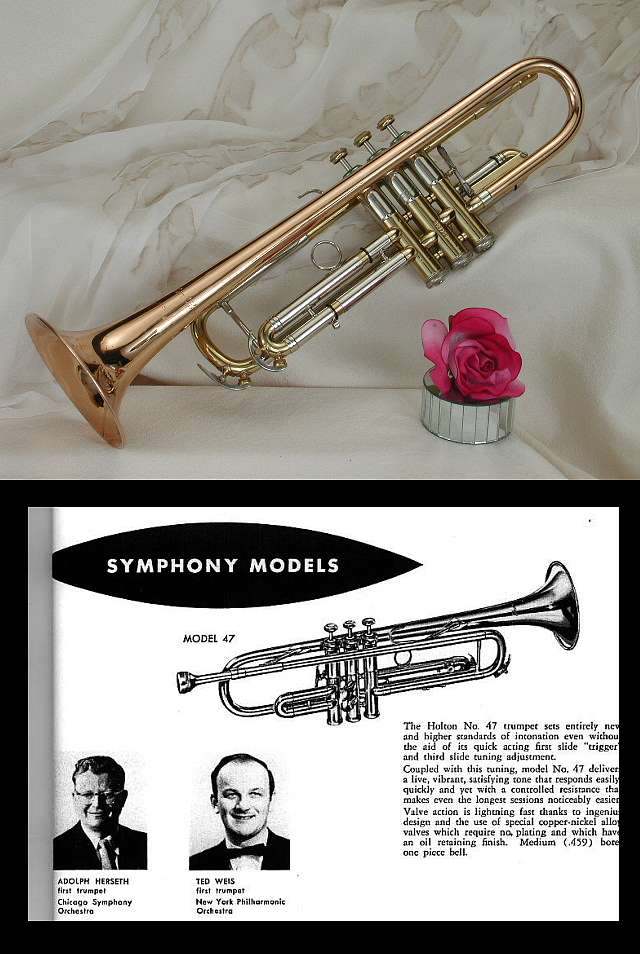 SYMPHONY MODELS
MODEL 47
The Holton No. 47 trumpet sets entirely new
and higher standards of intonation even withou
the aid of its quick acting first slide "trigger"
and third slide tuning adjustment.
Coupled with this tuning, model No. 47 deliver
a live, vibrant, satisfying tone that responds easily
quickly and yet with a controlled resistance tha
makes even the longest sessions noticeably easier
Valve action is lightning fast thanks to ingeniu
design and the use of special copper-nickel alloy
valves which require no plating and which hav
an oil retaining finish. Medium (.459) bore
one piece bell.
ADOLPH HERSETH
first trumpet
Chicago Symphony
Orchestra
TED WEIS
first trumpet
New York Philharmonic
Orchestra